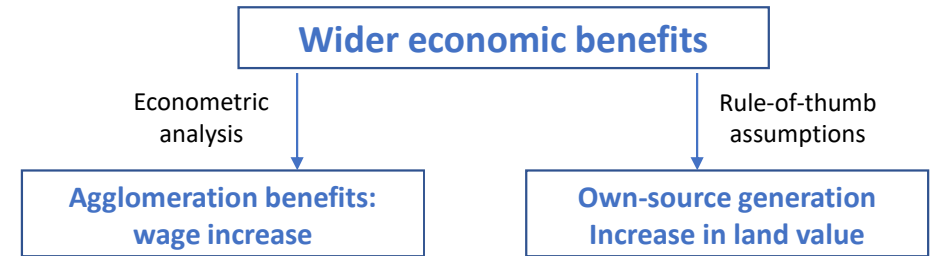 Wider economic benefits
Econometric
analysis
Rule-of-thumb
assumptions
Agglomeration benefits:
wage increase
Own-source generation
Increase in land value